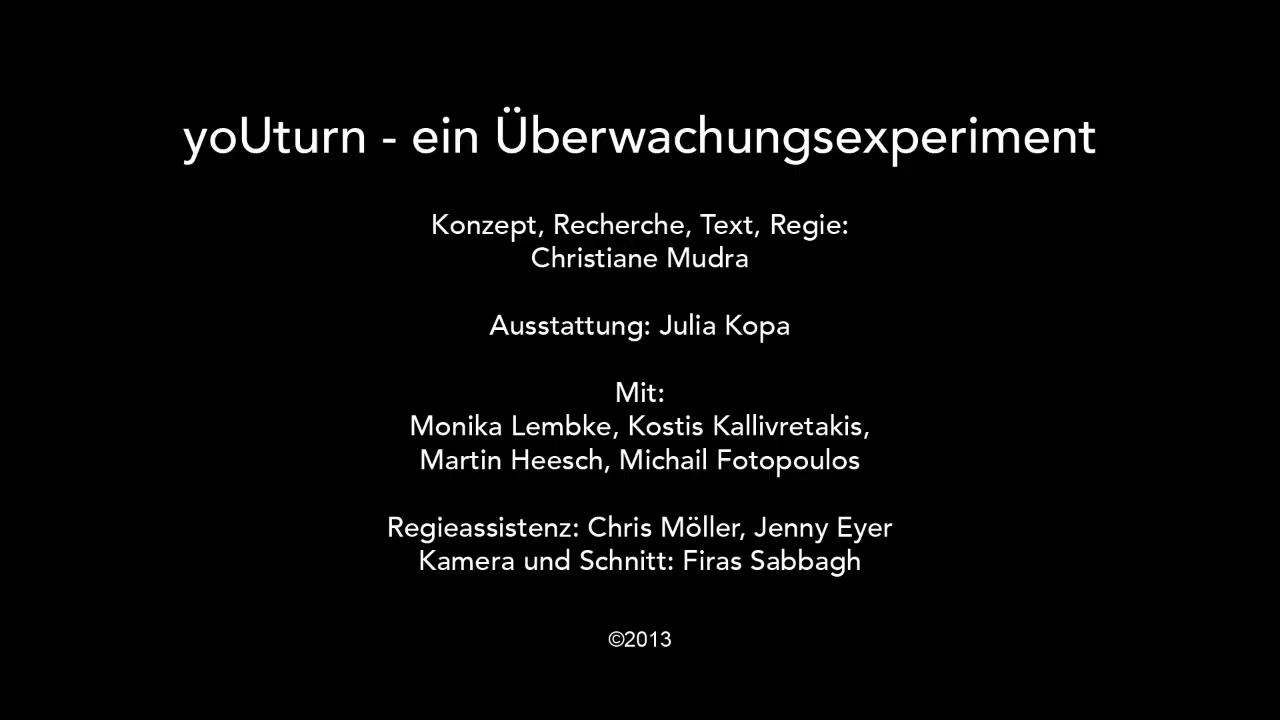 yoUturn - ein Überwachungsexperiment
Konzept, Recherche, Text, Regie:
Christiane Mudra
Ausstattung: Julia Kopa
Mit:
Monika Lembke, Kostis Kallivretakis,
Martin Heesch, Michail Fotopoulos
Regieassistenz: Chris Möller, Jenny Eyer
Kamera und Schnitt: Firas Sabbagh
©2013